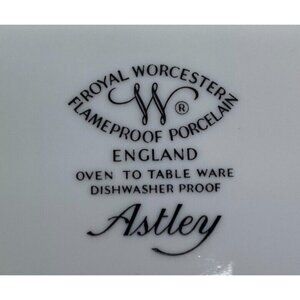 ROYAL WORCESTER
W ®
FLAMEPROOF PORCELAIN
ENGLAND
OVEN TO TABLE WARE
DISHWASHER PROOF
Astley